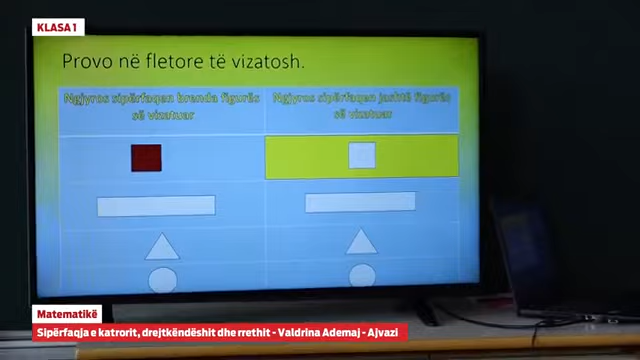 KLASA 1
Provo në fletore të vizatosh.
Ngjyros sipërfaqen brenda figurës
së vizatuar
Ngjyros sipërfaqen jashtë figurës
së vizatuar
Matematikë
Sipërfaqja e katrorit, drejtkëndëshit dhe rrethit - Valdrina Ademaj - Ajvazi